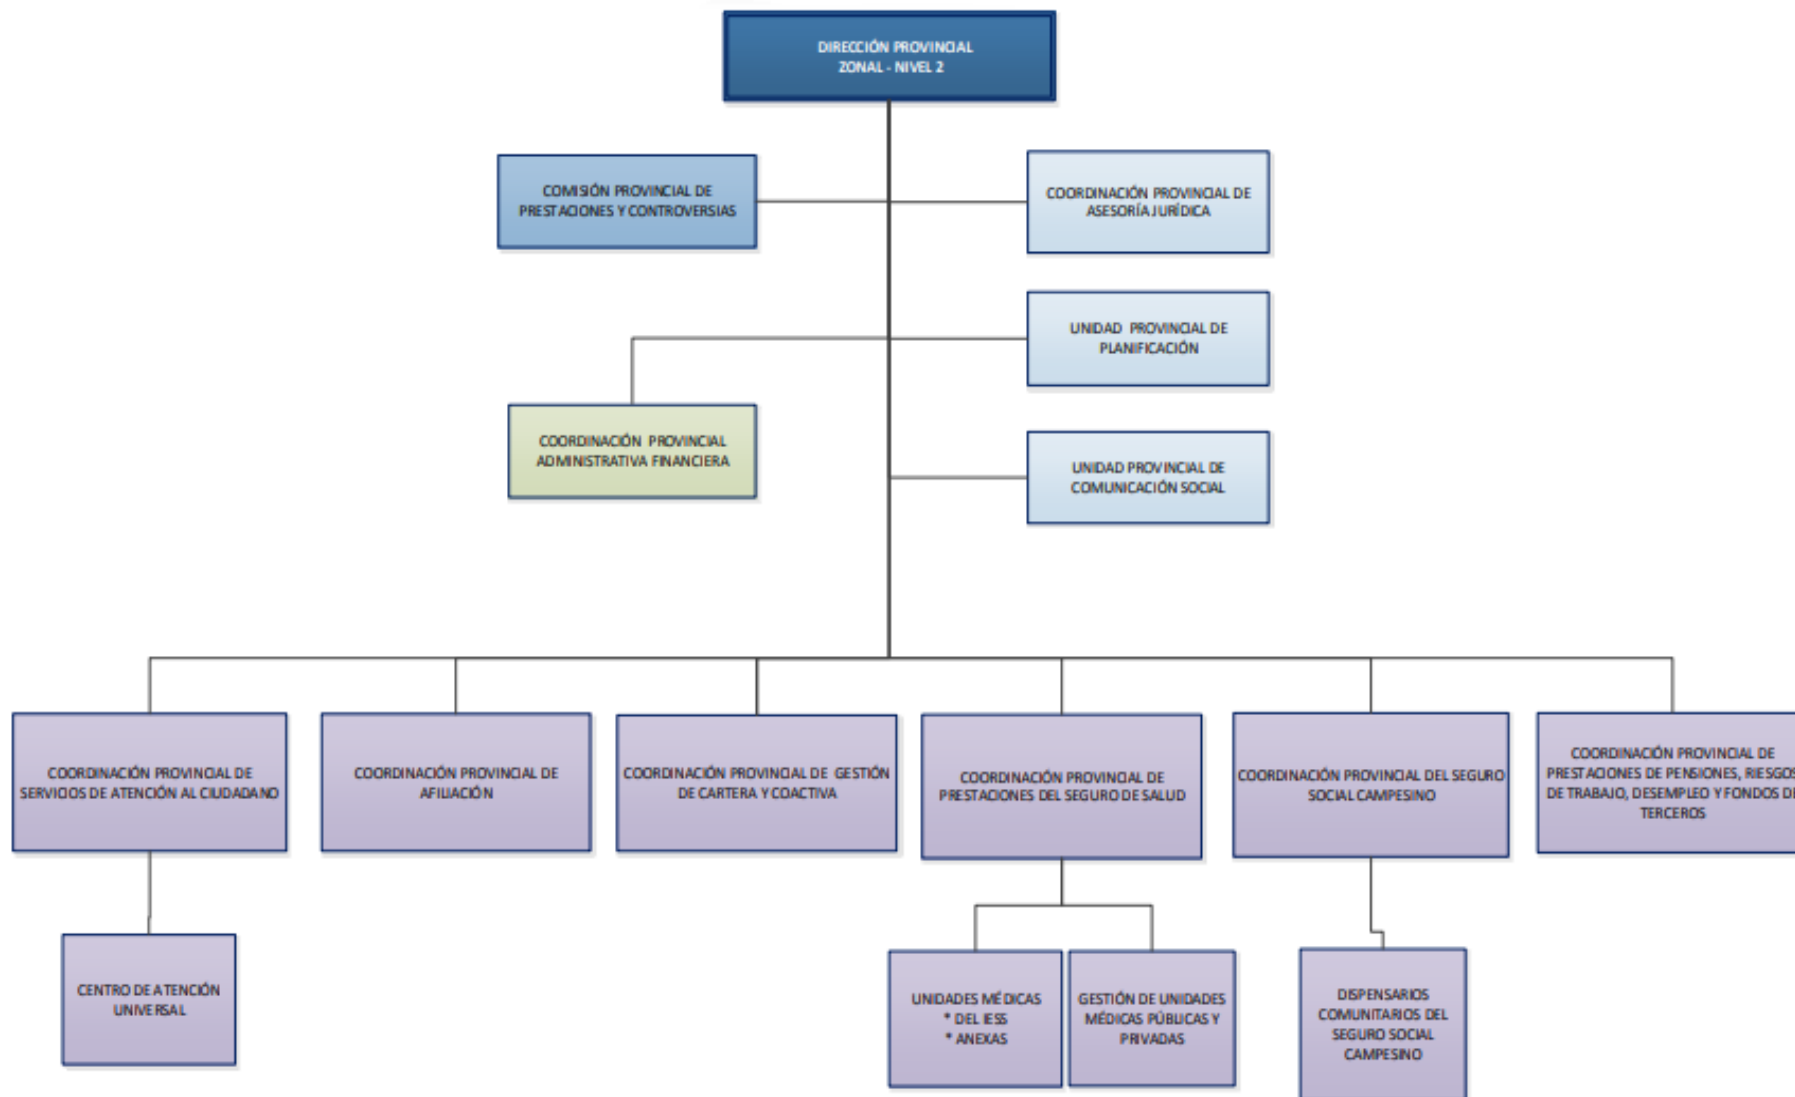 DIRECCIÓN PROVINCIAL
ZONAL - NIVEL 2
COMISIÓN PROVINCIAL DE
PRESTACIONES Y CONTROVERSIAS
COORDINACIÓN PROVINCIAL DE
ASESORÍA JURÍDICA
UNIDAD PROVINCIAL DE
PLANIFICACIÓN
COORDINACIÓN PROVINCIAL
ADMINISTRATIVA FINANCIERA
UNIDAD PROVINCIAL DE
COMUNICACIÓN SOCIAL
COORDINACIÓN PROVINCIAL DE
SERVICIOS DE ATENCIÓN AL CIUDADANO
COORDINACIÓN PROVINCIAL DE
AFILIACIÓN
COORDINACIÓN PROVINCIAL DE GESTIÓN
DE CARTERA Y COACTIVA
COORDINACIÓN PROVINCIAL DE
PRESTACIONES DEL SEGURO DE SALUD
COORDINACIÓN PROVINCIAL DEL SEGURO
SOCIAL CAMPESINO
COORDINACIÓN PROVINCIAL DE
PRESTACIONES DE PENSIONES, RIESGOS
DE TRABAJO, DESEMPLEO Y FONDOS DE
TERCEROS
CENTRO DE ATENCIÓN
UNIVERSAL
UNIDADES MÉDICAS
* DEL IESS
* ANEXAS
GESTIÓN DE UNIDADES
MÉDICAS PÚBLICAS Y
PRIVADAS
DISPENSARIOS
COMUNITARIOS DEL
SEGURO SOCIAL
CAMPESINO